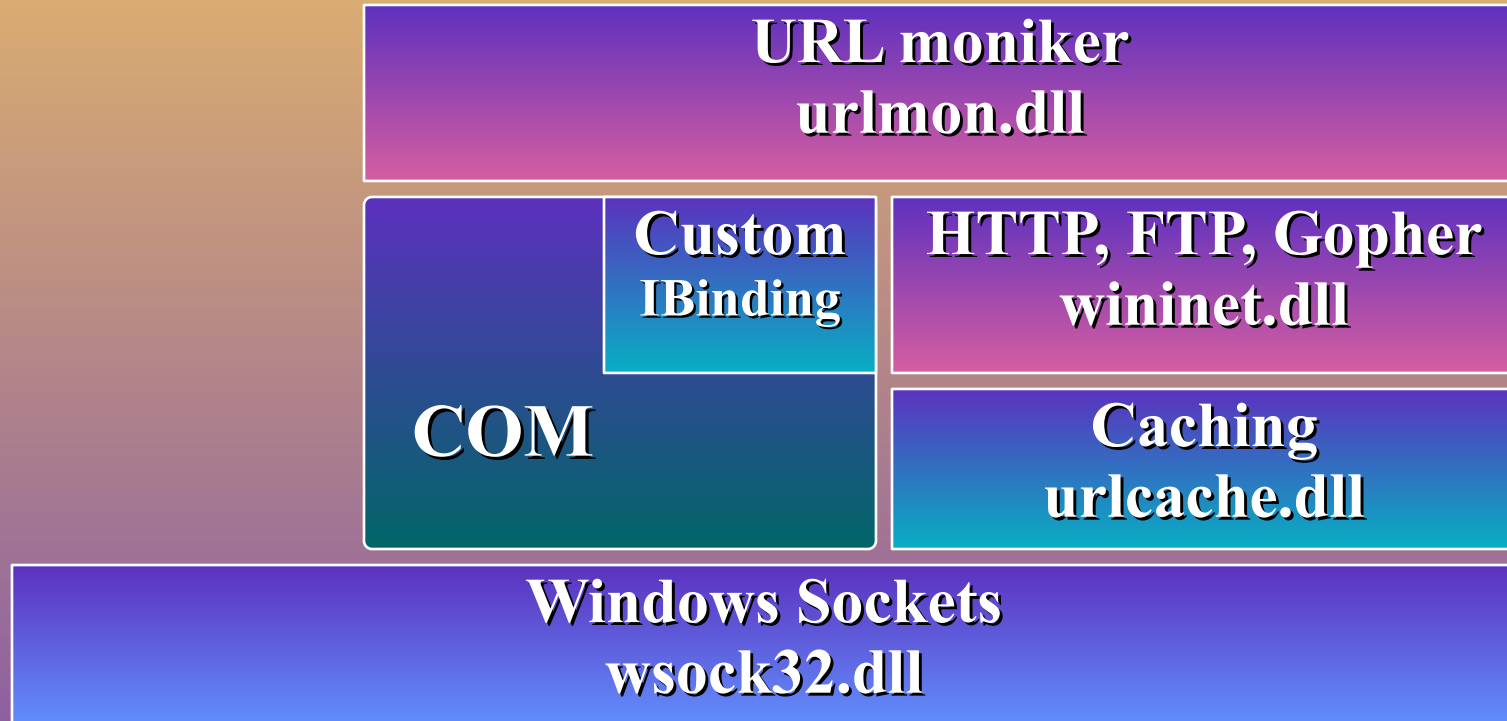 URL moniker
urlmon.dll
Custom
IBinding
HTTP, FTP, Gopher
wininet.dll
COM
Caching
urlcache.dll
Windows Sockets
wsock32.dll